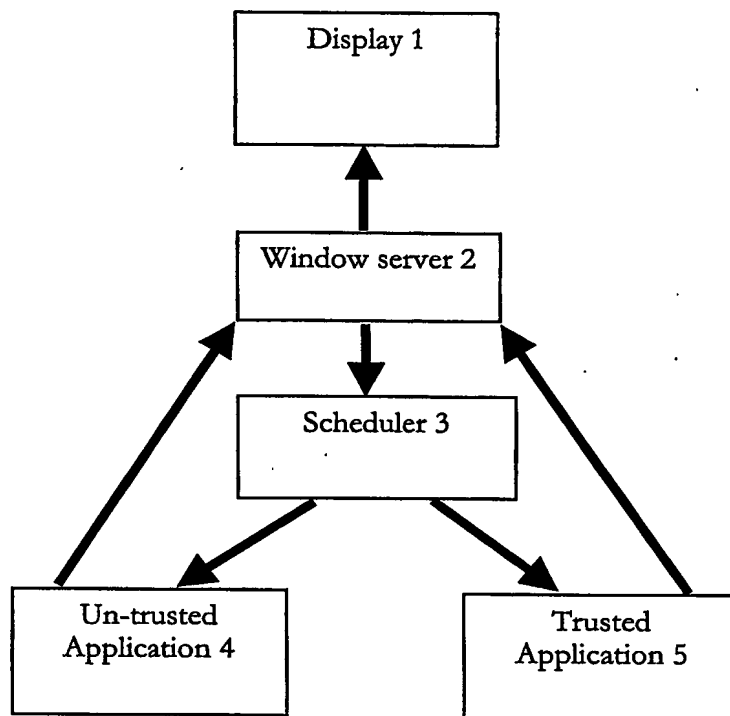 Display 1
Window server 2
Scheduler 3
Un-trusted
Application 4
Trusted
Application 5